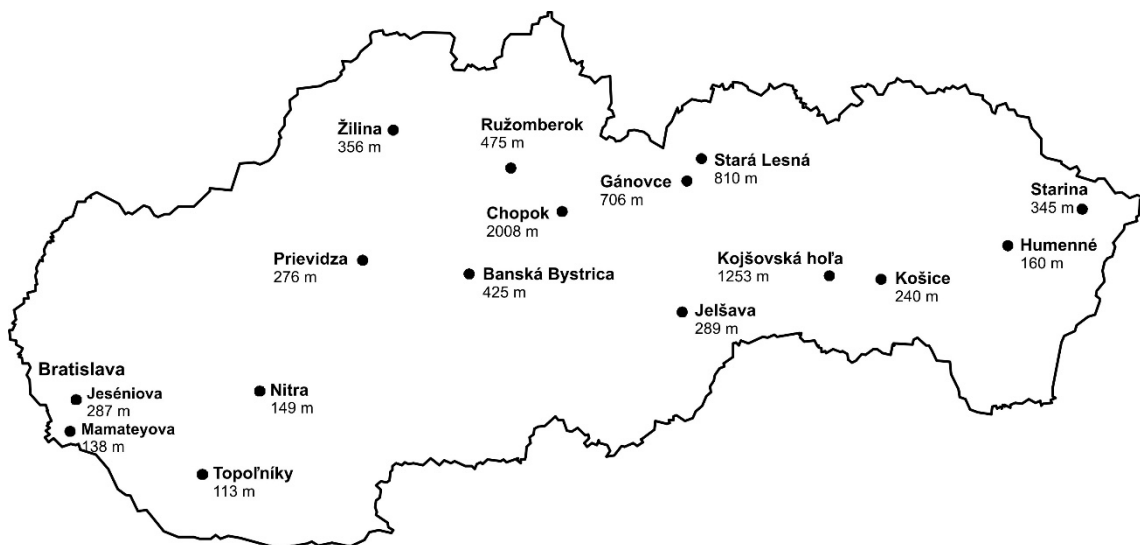 Žilina
356 m
Ružomberok
475 m
Stará Lesná
810 m
Gánovce
706 m
Chopok
2008 m
Starina
345 m
Prievidza
276 m
Banská Bystrica
425 m
Kojšovská hoľa
1253 m
Košice
240 m
Humenné
160 m
Jelšava
289 m
Bratislava
Jeséniova
287 m
Mamateyova
138 m
Nitra
149 m
Topoľníky
113 m